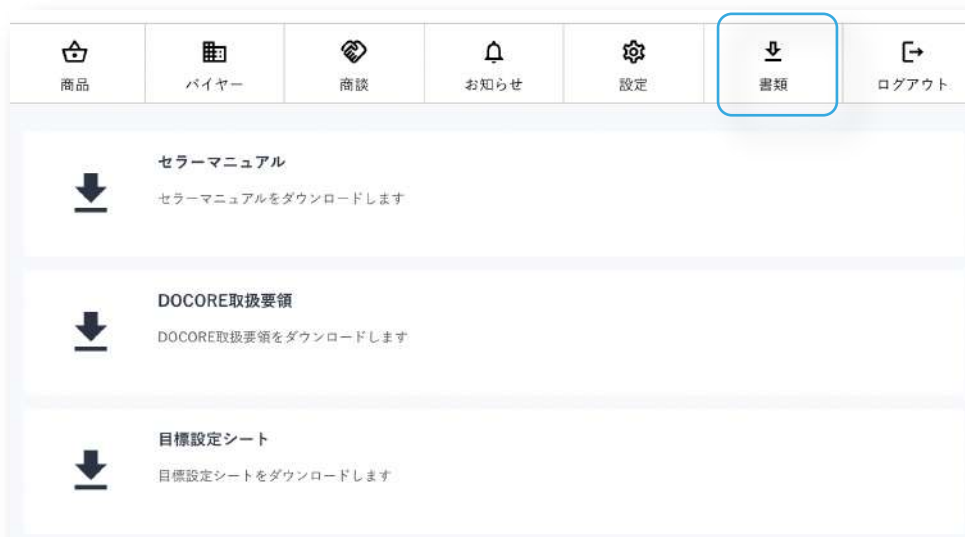 商品 バイヤー 商談 お知らせ 設定 書類 ログアウト
セラーマニュアル
セラーマニュアルをダウンロードします
DOCORE取扱要領
DOCORE取扱要領をダウンロードします
目標設定シート
目標設定シートをダウンロードします